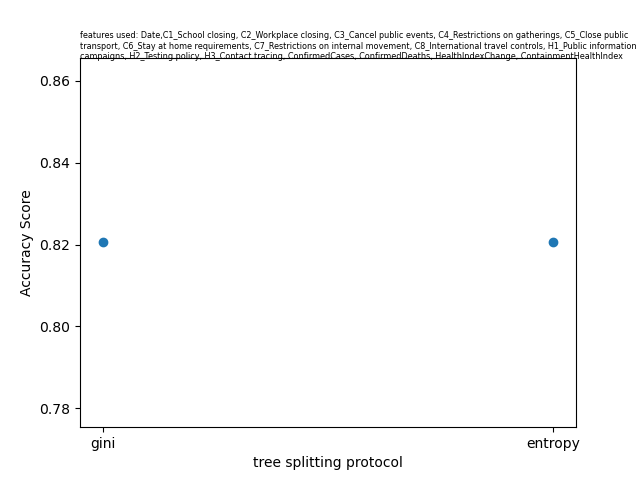 features used: Date,C1_School closing, C2_Workplace closing, C3_Cancel public events, C4_Restrictions on gatherings, C5_Close public
transport, C6_Stay at home requirements, C7_Restrictions on internal movement, C8_International travel controls, H1_Public information
campaigns, H2_Testing policy, H3_Contact tracing, ConfirmedCases, ConfirmedDeaths, HealthIndexChange, ContainmentHealthIndex
0.86
0.84
0.82
0.80
0.78
Accuracy Score
gini entropy
tree splitting protocol